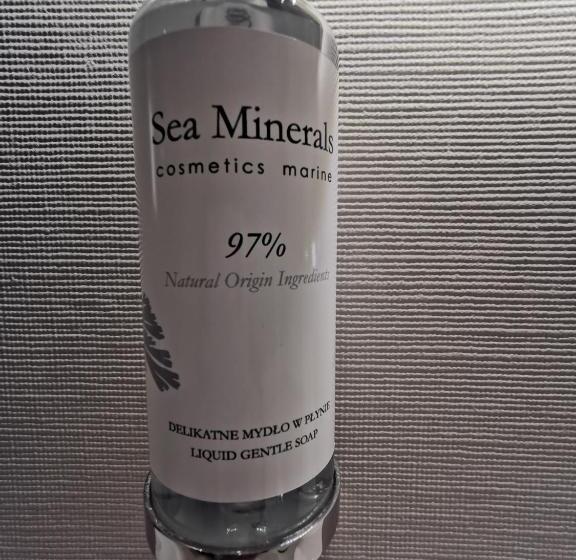 Sea Minerals
cosmetics marine
97%
Natural Origin Ingredients
DELIKATNE MYDŁO W PŁYNIE
LIQUID GENTLE SOAP